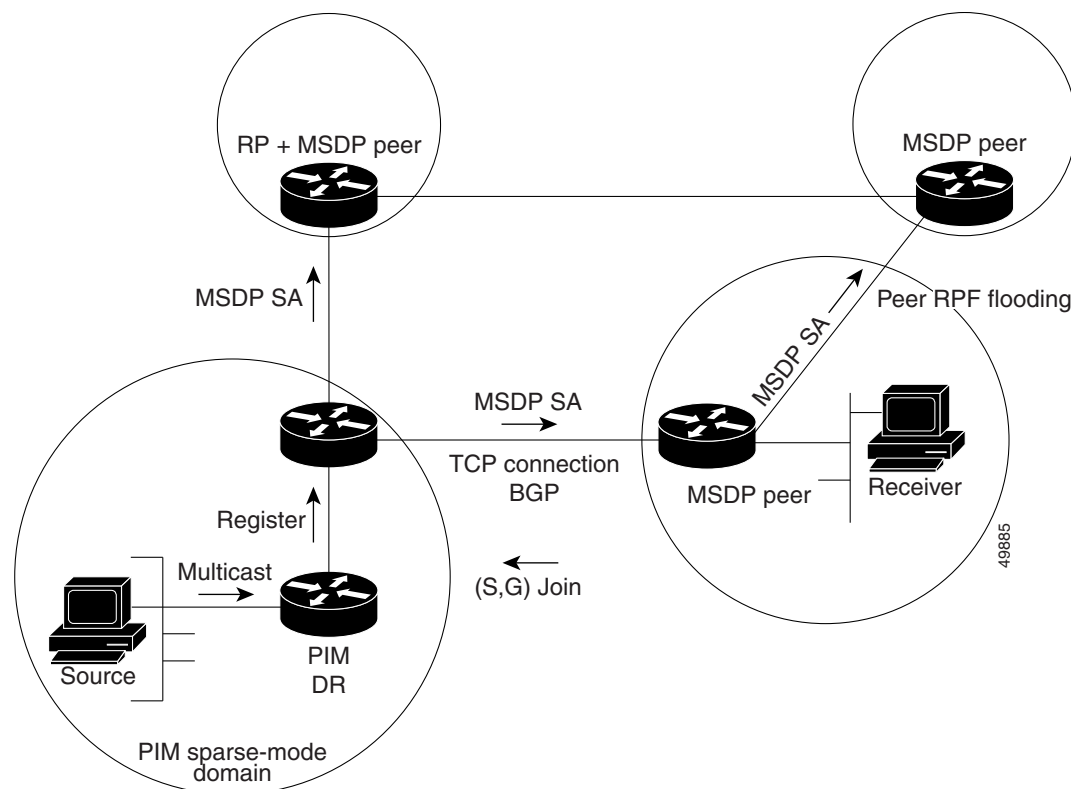 RP + MSDP peer
MSDP peer
MSDP SA
Peer RPF flooding
MSDP SA
MSDP SA
TCP connection
BGP
MSDP peer
Receiver
Register
49885
Multicast
(S,G) Join
Source
PIM
DR
PIM sparse-mode
domain